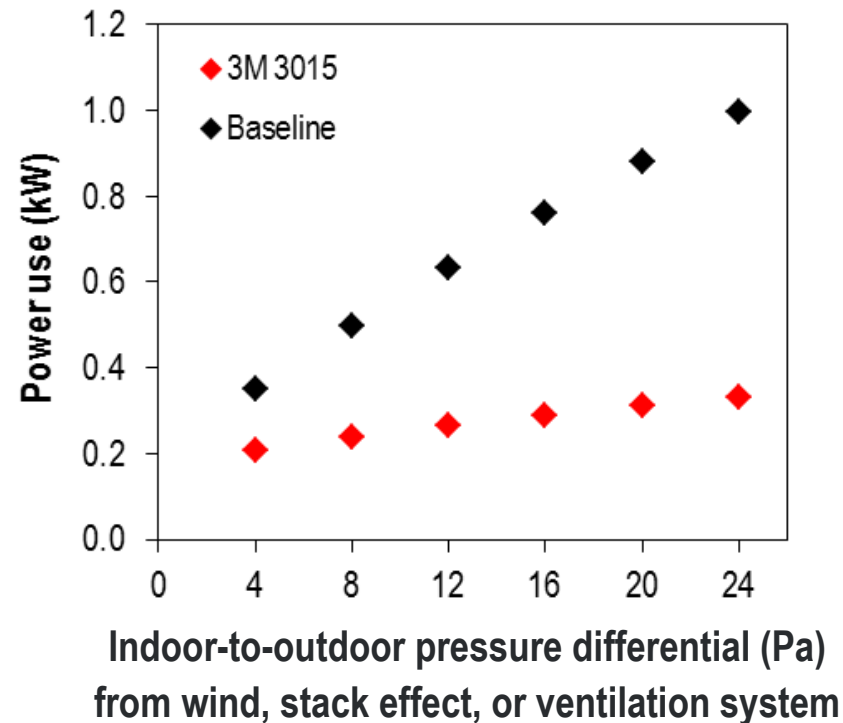 1.2
3M 3015
1.0
Baseline
0.8
0.6
0.4
0.2
0.0
Power use (kW)
0 4 8 12 16 20 24
Indoor-to-outdoor pressure differential (Pa)
from wind, stack effect, or ventilation system